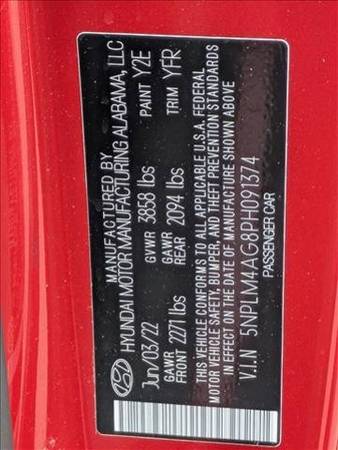 MANUFACTURED BY
HYUNDAI MOTOR MANUFACTURING ALABAMA, LLC
Jun/03/22 GVWR 3858 lbs PAINT Y2E
GAWR FRONT 2271 lbs GAWR REAR 2094 lbs TRIM YFR
THIS VEHICLE CONFORMS TO ALL APPLICABLE U.S.A. FEDERAL
MOTOR VEHICLE SAFETY, BUMPER, AND THEFT PREVENTION STANDARDS
IN EFFECT ON THE DATE OF MANUFACTURE SHOWN ABOVE.
V.I.N 5NPLM4AG8PH091374
PASSENGER CAR